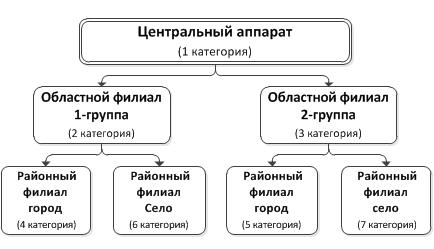 Центральный аппарат
(1 категория)
Областной филиал
1-группа
(2 категория)
Областной филиал
2-группа
(3 категория)
Районный
филиал
город
(4 категория)
Районный
филиал
Село
(6 категория)
Районный
филиал
город
(5 категория)
Районный
филиал
село
(7 категория)